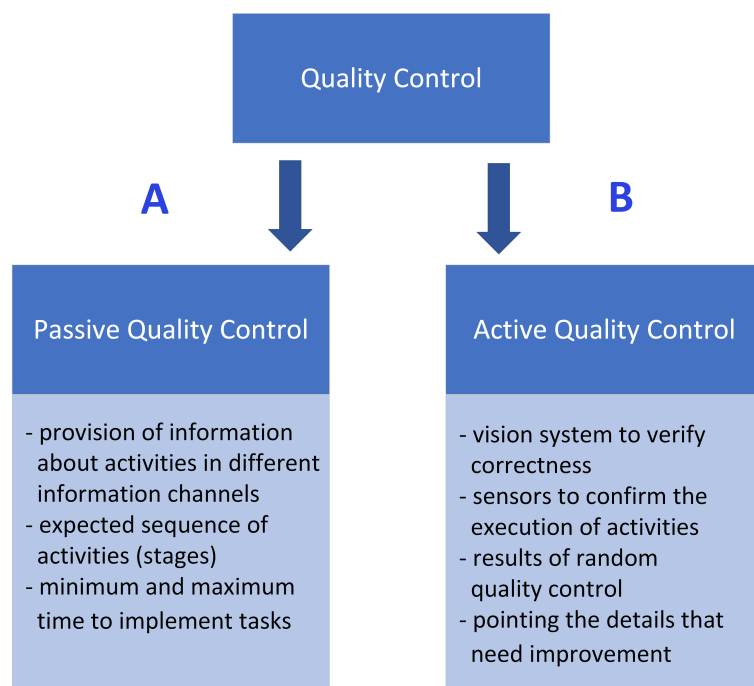 Quality Control
A
B
Passive Quality Control
- provision of information
about activities in different
information channels
- expected sequence of
activities (stages)
- minimum and maximum
time to implement tasks
Active Quality Control
- vision system to verify
correctness
- sensors to confirm the
execution of activities
- results of random
quality control
- pointing the details that
need improvement